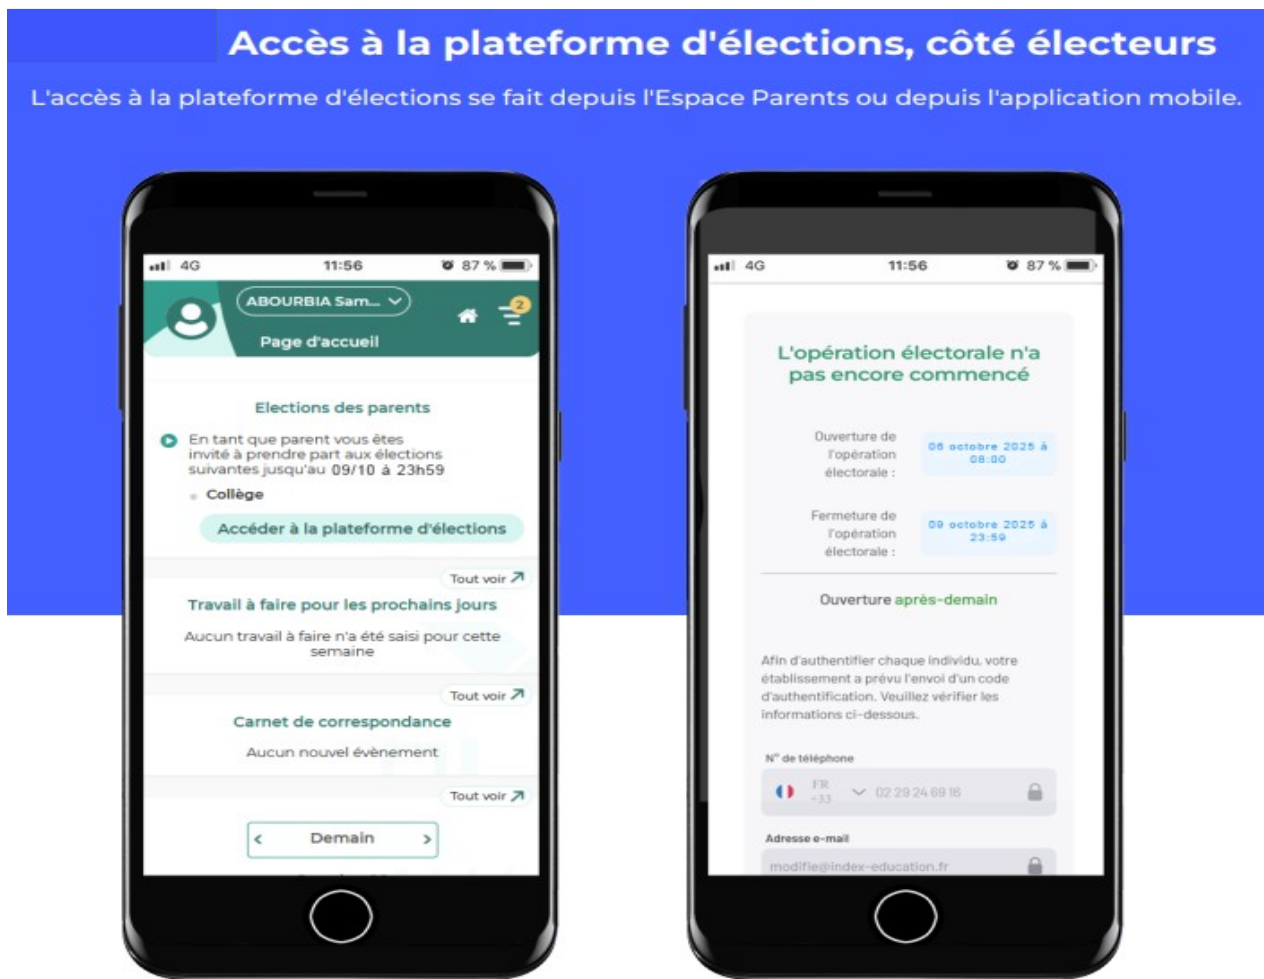 Accès à la plateforme d'élections, côté électeurs
L'accès à la plateforme d'élections se fait depuis l'Espace Parents ou depuis l'application mobile.
4G 11:56 87 %
ABOURBIA Sam...
2
Page d'accueil
Elections des parents
En tant que parent vous êtes
invité à prendre part aux élections
suivantes jusqu'au 09/10 à 23h59
Collège
Accéder à la plateforme d'élections
Tout voir
Travail à faire pour les prochains jours
Aucun travail à faire n'a été saisi pour cette
semaine
Tout voir
Carnet de correspondance
Aucun nouvel évènement
Tout voir
< Demain >
4G 11:56 87 %
L'opération électorale n'a
pas encore commencé
Ouverture de
l'opération
électorale :
06 octobre 2025 à
08:00
Fermeture de
l'opération
électorale :
09 octobre 2025 à
23:59
Ouverture après-demain
Afin d'authentifier chaque individu, votre
établissement a prévu l'envoi d'un code
d'authentification. Veuillez vérifier les
informations ci-dessous.
N° de téléphone
FR
+33
02 29 24 69 16
Adresse e-mail
modifie@index-education.fr